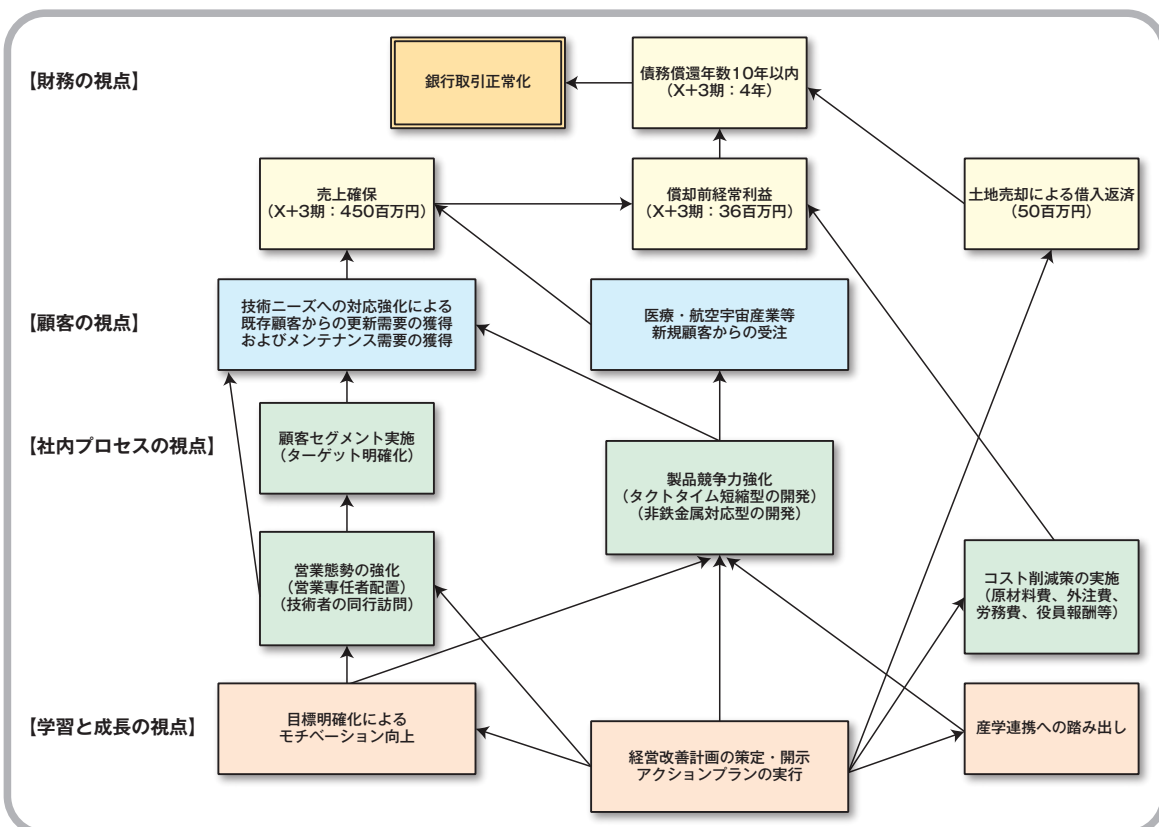 【財務の視点】
銀行取引正常化
債務償還年数10年以内
（X+3期：4年）
売上確保
（X+3期：450百万円）
償却前経常利益
（X+3期：36百万円）
土地売却による借入返済
（50百万円）
【顧客の視点】
技術ニーズへの対応強化による
既存顧客からの更新需要の獲得
およびメンテナンス需要の獲得
医療・航空宇宙産業等
新規顧客からの受注
【社内プロセスの視点】
顧客セグメント実施
（ターゲット明確化）
製品競争力強化
（タクトタイム短縮型の開発）
（非鉄金属対応型の開発）
営業態勢の強化
（営業専任者配置）
（技術者の同行訪問）
コスト削減策の実施
（原材料費、外注費、
労務費、役員報酬等）
【学習と成長の視点】
目標明確化による
モチベーション向上
経営改善計画の策定・開示
アクションプランの実行
産学連携への踏み出し